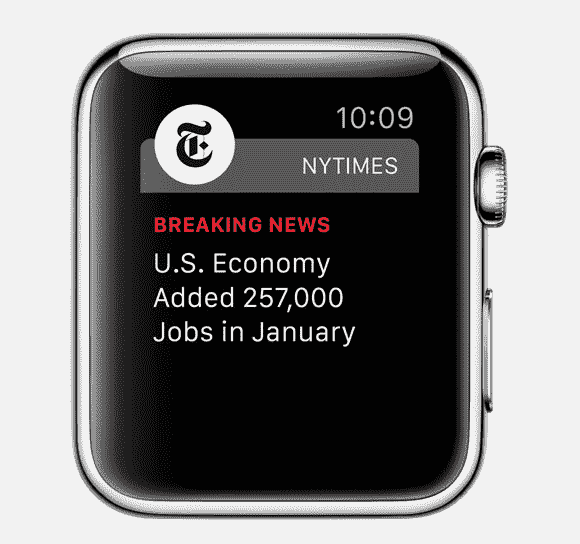 10:09
NYTIMES
BREAKING NEWS
U.S. Economy
Added 257,000
Jobs in January